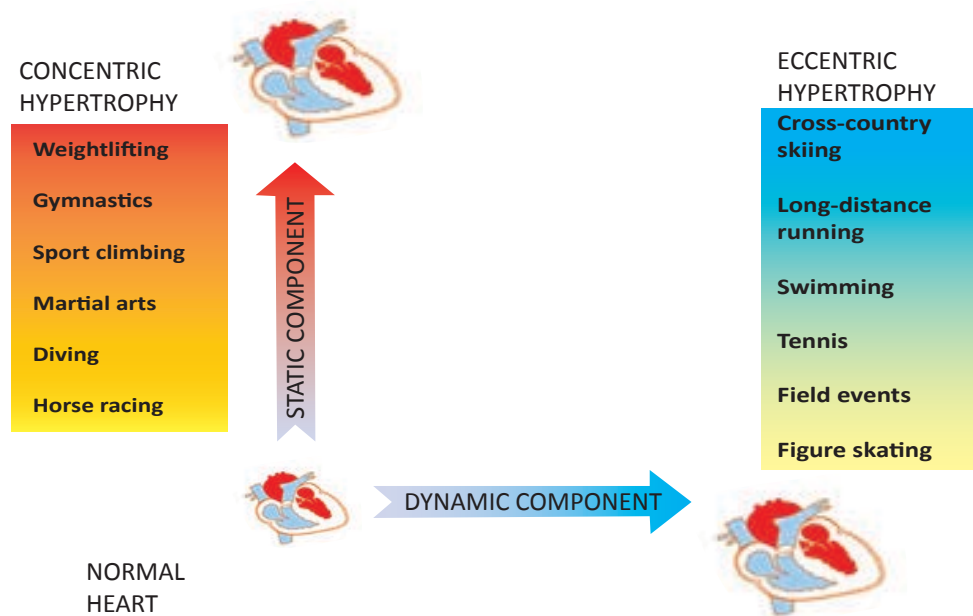 CONCENTRIC
HYPERTROPHY
Weightlifting
Gymnastics
Sport climbing
Martial arts
Diving
Horse racing
STATIC COMPONENT
ECCENTRIC
HYPERTROPHY
Cross-country
skiing
Long-distance
running
Swimming
Tennis
Field events
Figure skating
DYNAMIC COMPONENT
NORMAL
HEART